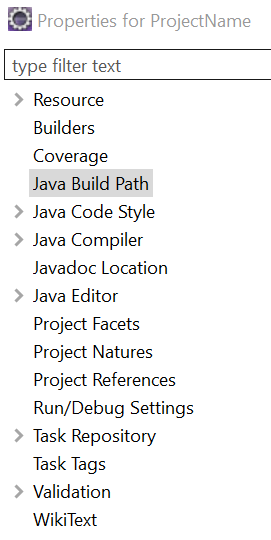 Properties for ProjectName
type filter text
Resource
Builders
Coverage
Java Build Path
Java Code Style
Java Compiler
Javadoc Location
Java Editor
Project Facets
Project Natures
Project References
Run/Debug Settings
Task Repository
Task Tags
Validation
WikiText